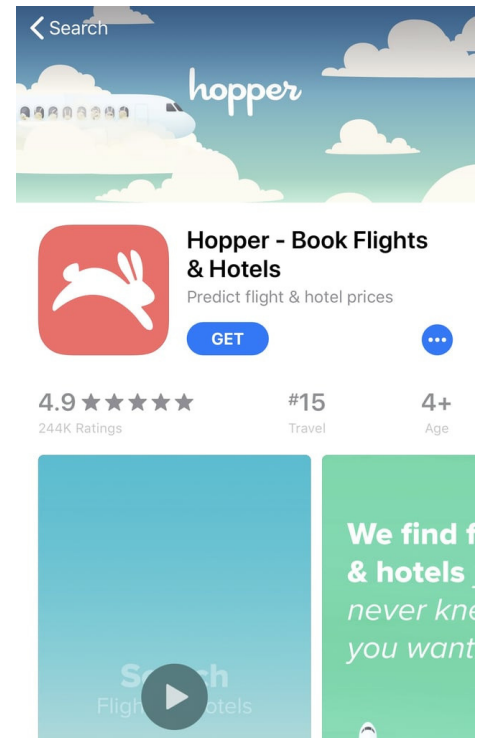 Search
hopper
Hopper - Book Flights
& Hotels
Predict flight & hotel prices
GET
4.9
#15
4+
244K Ratings
Travel
Age
We find
& hotels
never
you want